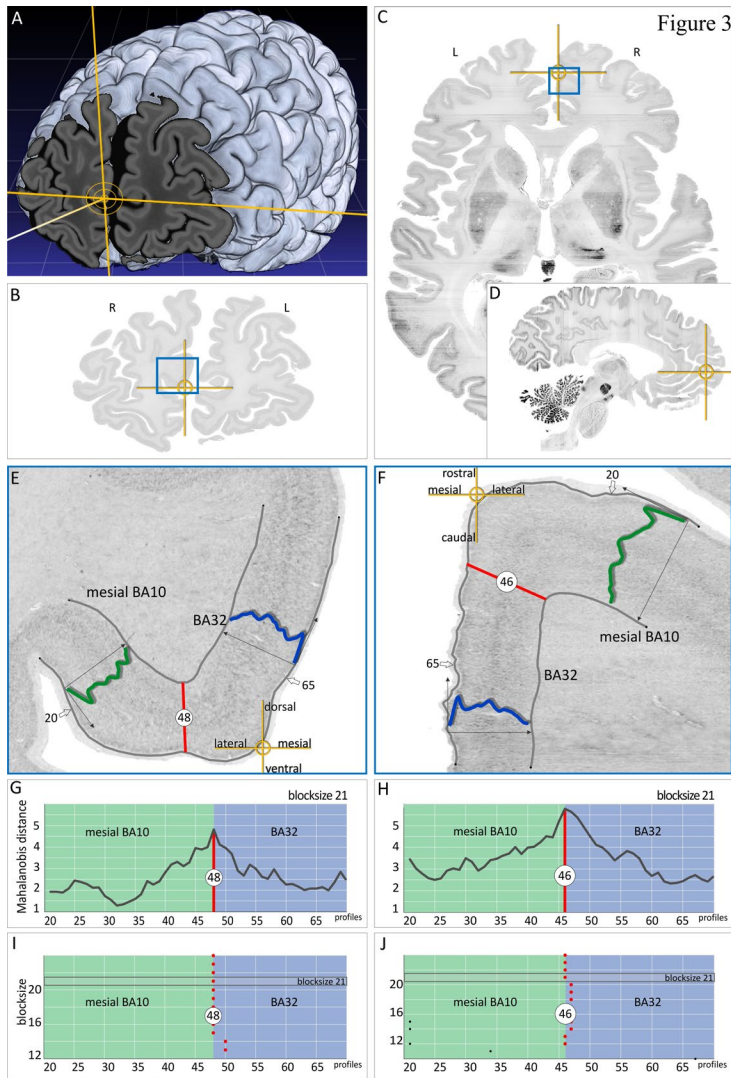 A
C
Figure 3
L
R
B
R
L
D
E
mesial BA10
BA32
20
48
65
dorsal
lateral
mesial
ventral
F
rostral
mesial
lateral
caudal
20
46
mesial BA10
65
BA32
G
blocksize 21
Mahalanobis distance
5
4
3
2
1
mesial BA10
BA32
48
20 25 30 35 40 45 50 55 60 65 profiles
H
blocksize 21
5
4
3
2
1
mesial BA10
BA32
46
20 25 30 35 40 45 50 55 60 65 profiles
I
blocksize
20
16
12
blocksize 21
mesial BA10
BA32
48
20 25 30 35 40 45 50 55 60 65 profiles
J
blocksize 21
20
16
14
12
mesial BA10
BA32
46
20 25 30 35 40 45 50 55 60 65 profiles